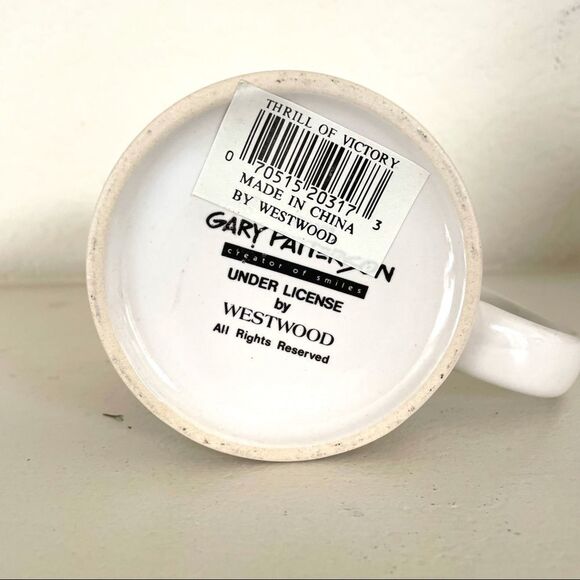 THRILL OF VICTORY
0 70515 20317 3
MADE IN CHINA
BY WESTWOOD
GARY PATTERSON
creator of smiles
UNDER LICENSE
by
WESTWOOD
All Rights Reserved